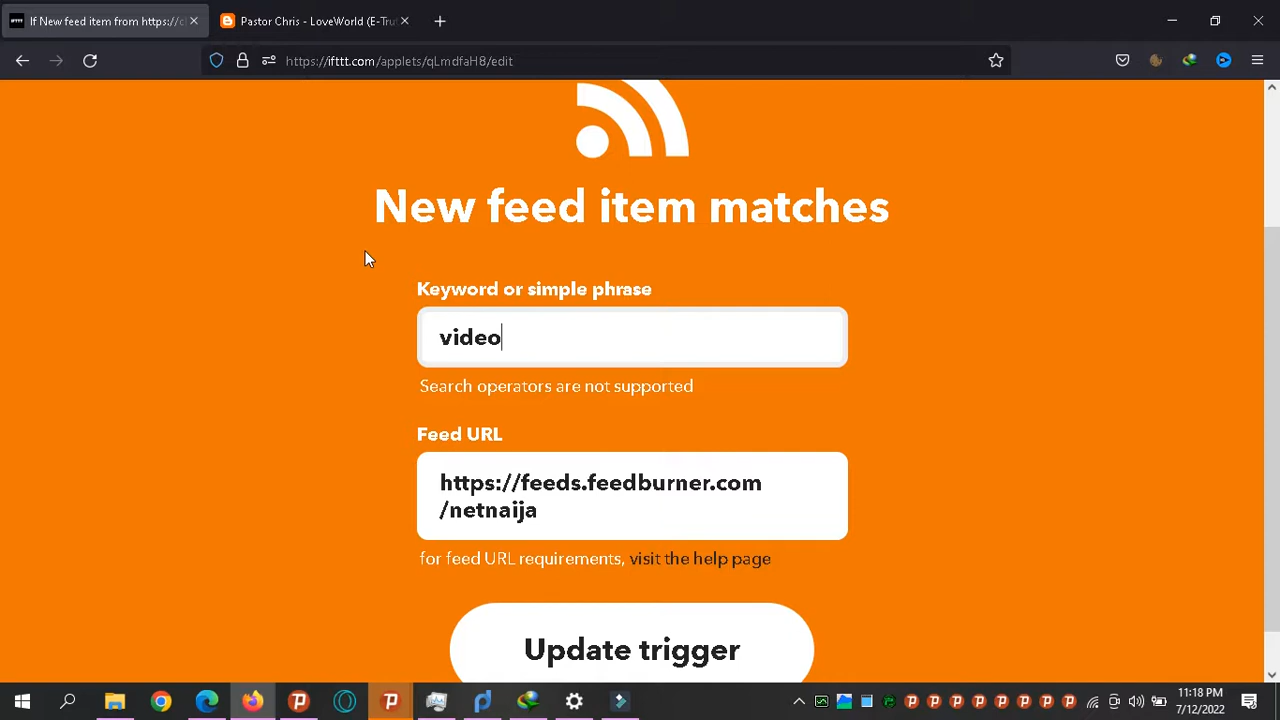 If New feed item from https://c
Pastor Chris - LoveWorld (E-Tru
https://ifttt.com/applets/qLmdfaH8/edit
New feed item matches
Keyword or simple phrase
video
Search operators are not supported
Feed URL
https://feeds.feedburner.com
/netnaija
for feed URL requirements, visit the help page
Update trigger
11:18 PM
7/12/2022